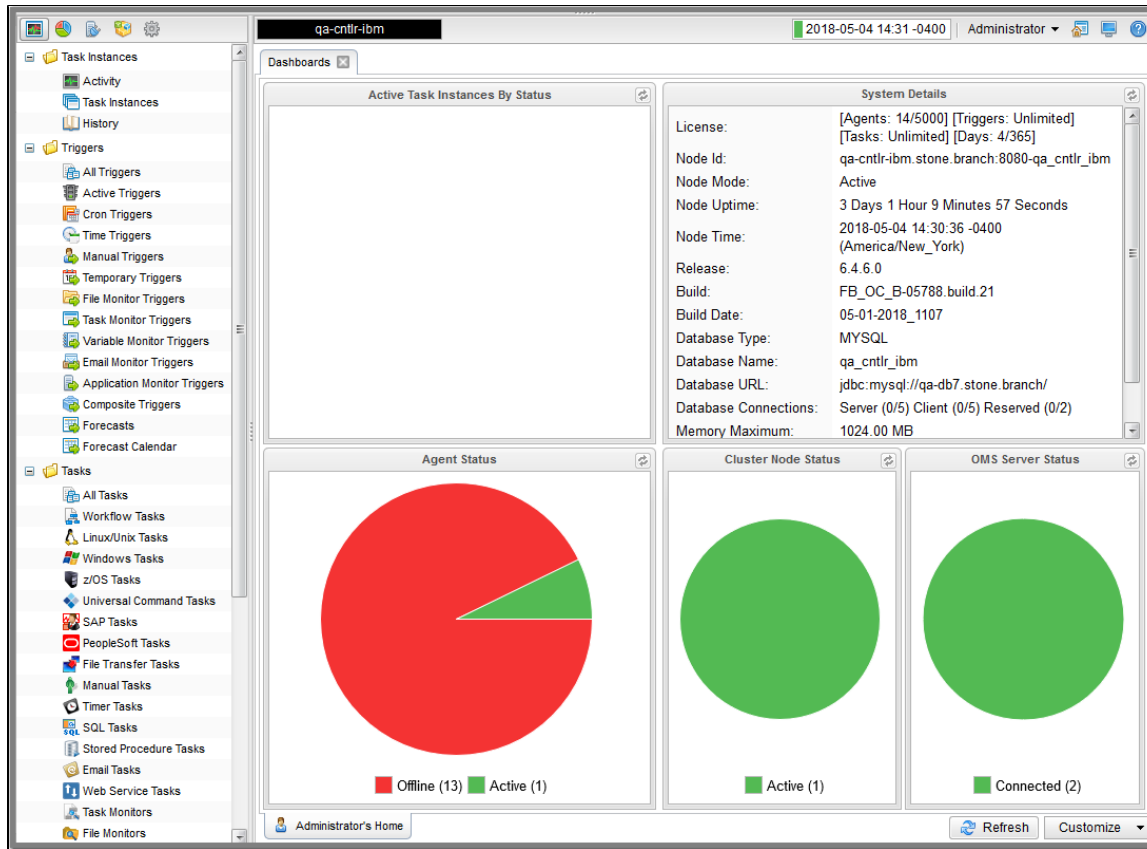 qa-cntlr-ibm
2018-05-04 14:31 -0400
Administrator
Task Instances
Activity
Task Instances
History
Triggers
All Triggers
Active Triggers
Cron Triggers
Time Triggers
Manual Triggers
Temporary Triggers
File Monitor Triggers
Task Monitor Triggers
Variable Monitor Triggers
Email Monitor Triggers
Application Monitor Triggers
Composite Triggers
Forecasts
Forecast Calendar
Tasks
All Tasks
Workflow Tasks
Linux/Unix Tasks
Windows Tasks
z/OS Tasks
Universal Command Tasks
SAP Tasks
PeopleSoft Tasks
File Transfer Tasks
Manual Tasks
Timer Tasks
SQL Tasks
Stored Procedure Tasks
Email Tasks
Web Service Tasks
Task Monitors
File Monitors
Dashboards
Active Task Instances By Status
System Details
License: [Agents: 14/5000] [Triggers: Unlimited]
[Tasks: Unlimited] [Days: 4/365]
Node Id: qa-cntlr-ibm.stone.branch:8080-qa_cntlr_ibm
Node Mode: Active
Node Uptime: 3 Days 1 Hour 9 Minutes 57 Seconds
Node Time: 2018-05-04 14:30:36 -0400
(America/New_York)
Release: 6.4.6.0
Build: FB_OC_B-05788.build.21
Build Date: 05-01-2018_1107
Database Type: MYSQL
Database Name: qa_cntlr_ibm
Database URL: jdbc:mysql://qa-db7.stone.branch/
Database Connections: Server (0/5) Client (0/5) Reserved (0/2)
Memory Maximum: 1024.00 MB
Agent Status
Offline (13) Active (1)
Cluster Node Status
Active (1)
OMS Server Status
Connected (2)
Administrator's Home
Refresh
Customize